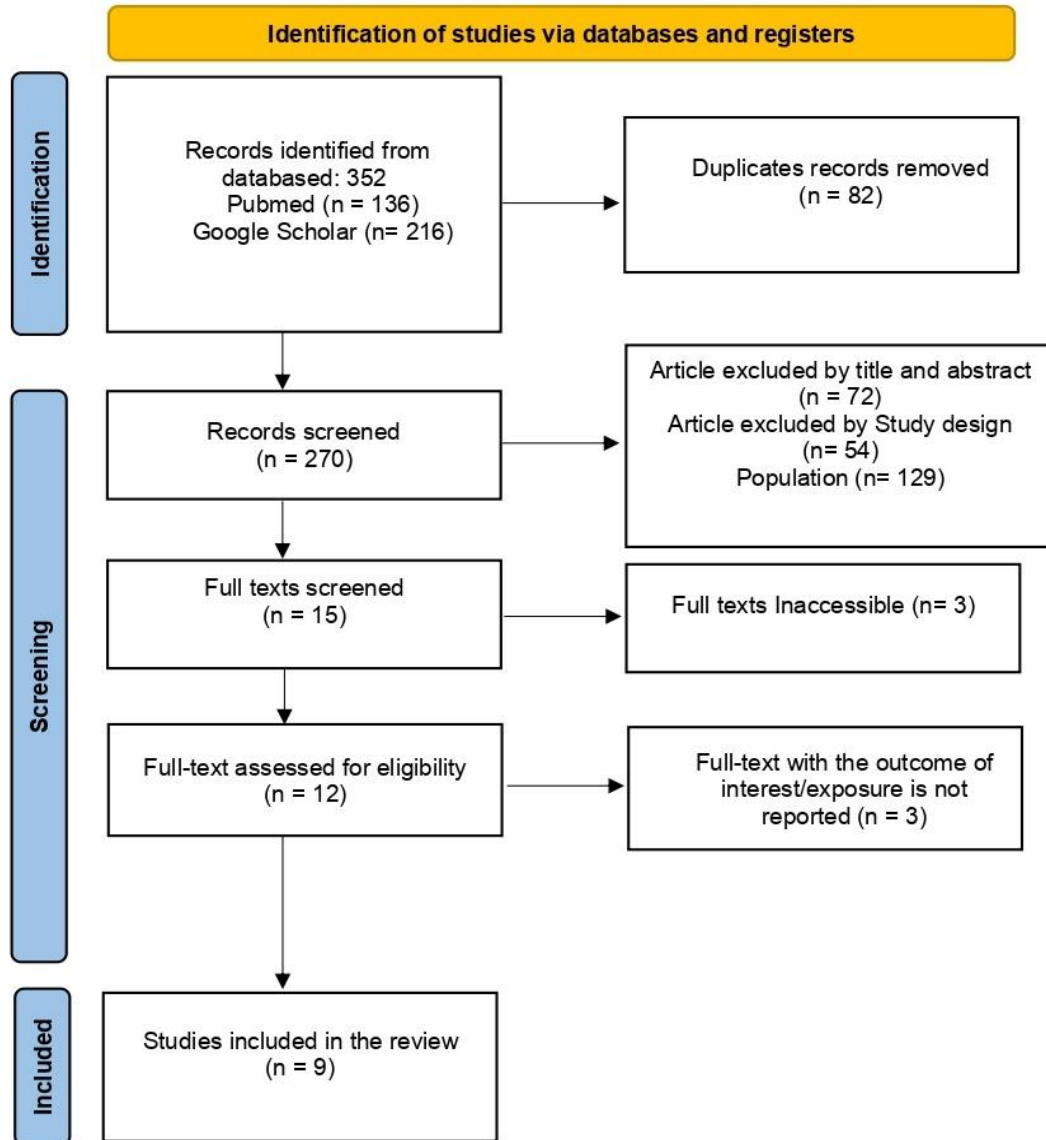 Identification of studies via databases and registers
Identification
Records identified from
databased: 352
Pubmed (n = 136)
Google Scholar (n= 216)
Duplicates records removed
(n = 82)
Screening
Records screened
(n = 270)
Article excluded by title and abstract
(n = 72)
Article excluded by Study design
(n= 54)
Population (n= 129)
Full texts screened
(n = 15)
Full texts Inaccessible (n= 3)
Full-text assessed for eligibility
(n = 12)
Full-text with the outcome of
interest/exposure is not
reported (n = 3)
Included
Studies included in the review
(n = 9)